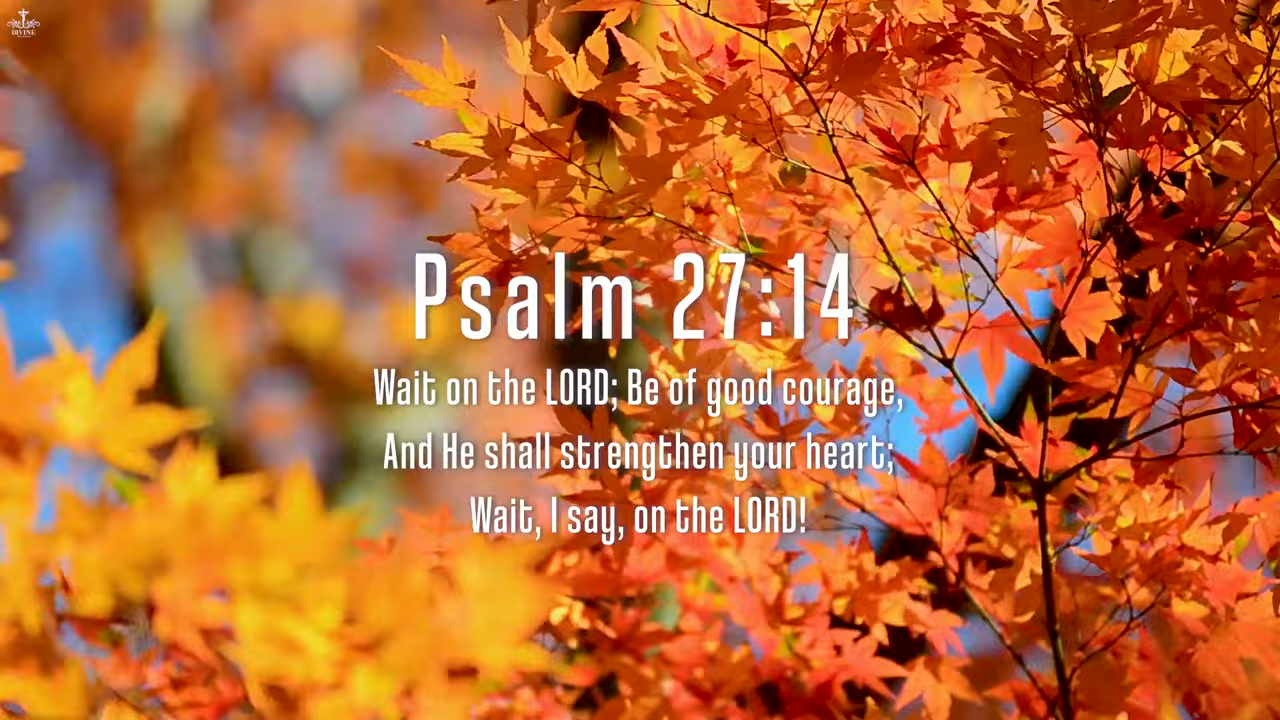 DIVINE
Psalm 27:14
Wait on the LORD; Be of good courage,
And He shall strengthen your heart;
Wait, I say, on the LORD!